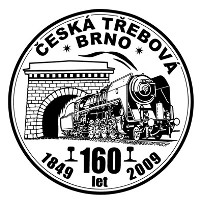 ČESKÁ TŘEBOVÁ
BRNO
1849 160 2009
let